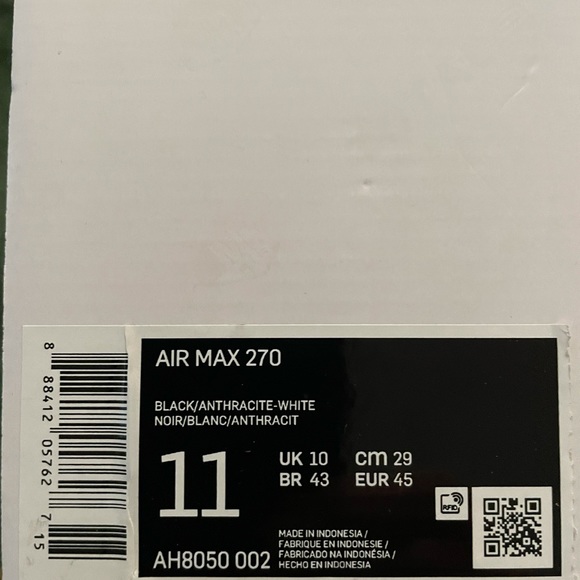 AIR MAX 270
BLACK/ANTHRACITE-WHITE
NOIR/BLANC/ANTHRACIT
11
UK 10 cm 29
BR 43 EUR 45
RFID
AH8050 002
MADE IN INDONESIA /
FABRIQUE EN INDONESIE /
FABRICADO NA INDONÉSIA /
HECHO EN INDONESIA
8 88412 05762 7 15